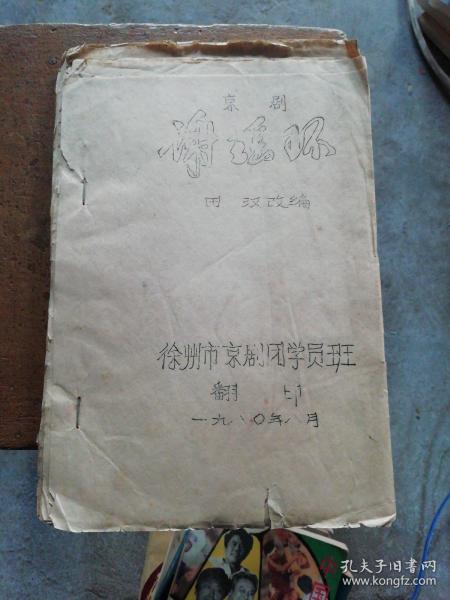 京剧
谢瑶环
田汉改编
徐州市京剧团学员班
翻印
一九八〇年八月
孔夫子旧书网
www.kongfz.com